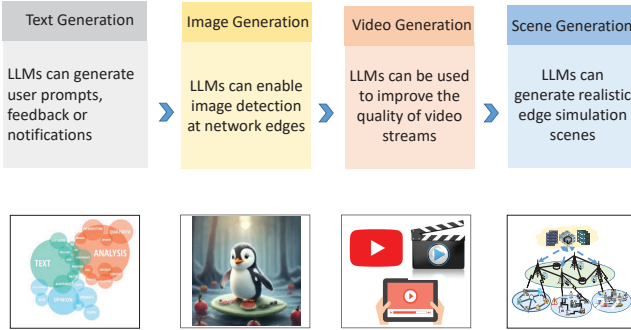 Text Generation
LLMs can generate
user prompts,
feedback or
notifications
Image Generation
LLMs can enable
image detection
at network edges
Video Generation
LLMs can be used
to improve the
quality of video
streams
Scene Generation
LLMs can
generate realistic
edge simulation
scenes
TEXT
ANALYSIS
OPINION